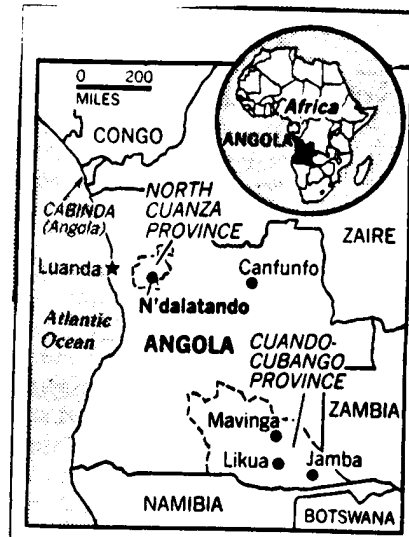 0 200
MILES
CONGO
Africa
ANGOLA
CABINDA
(Angola)
NORTH
CUANZA
PROVINCE
ZAIRE
Luanda
Canfunfo
N'dalatando
Atlantic
Ocean
ANGOLA
CUANDO-
CUBANGO
PROVINCE
Mavinga
ZAMBIA
Likua
Jamba
NAMIBIA
BOTSWANA